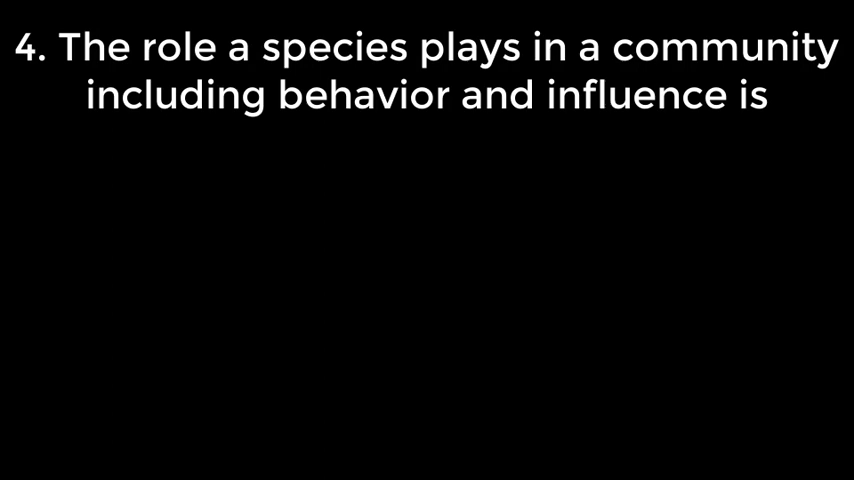 4. The role a species plays in a community
including behavior and influence is